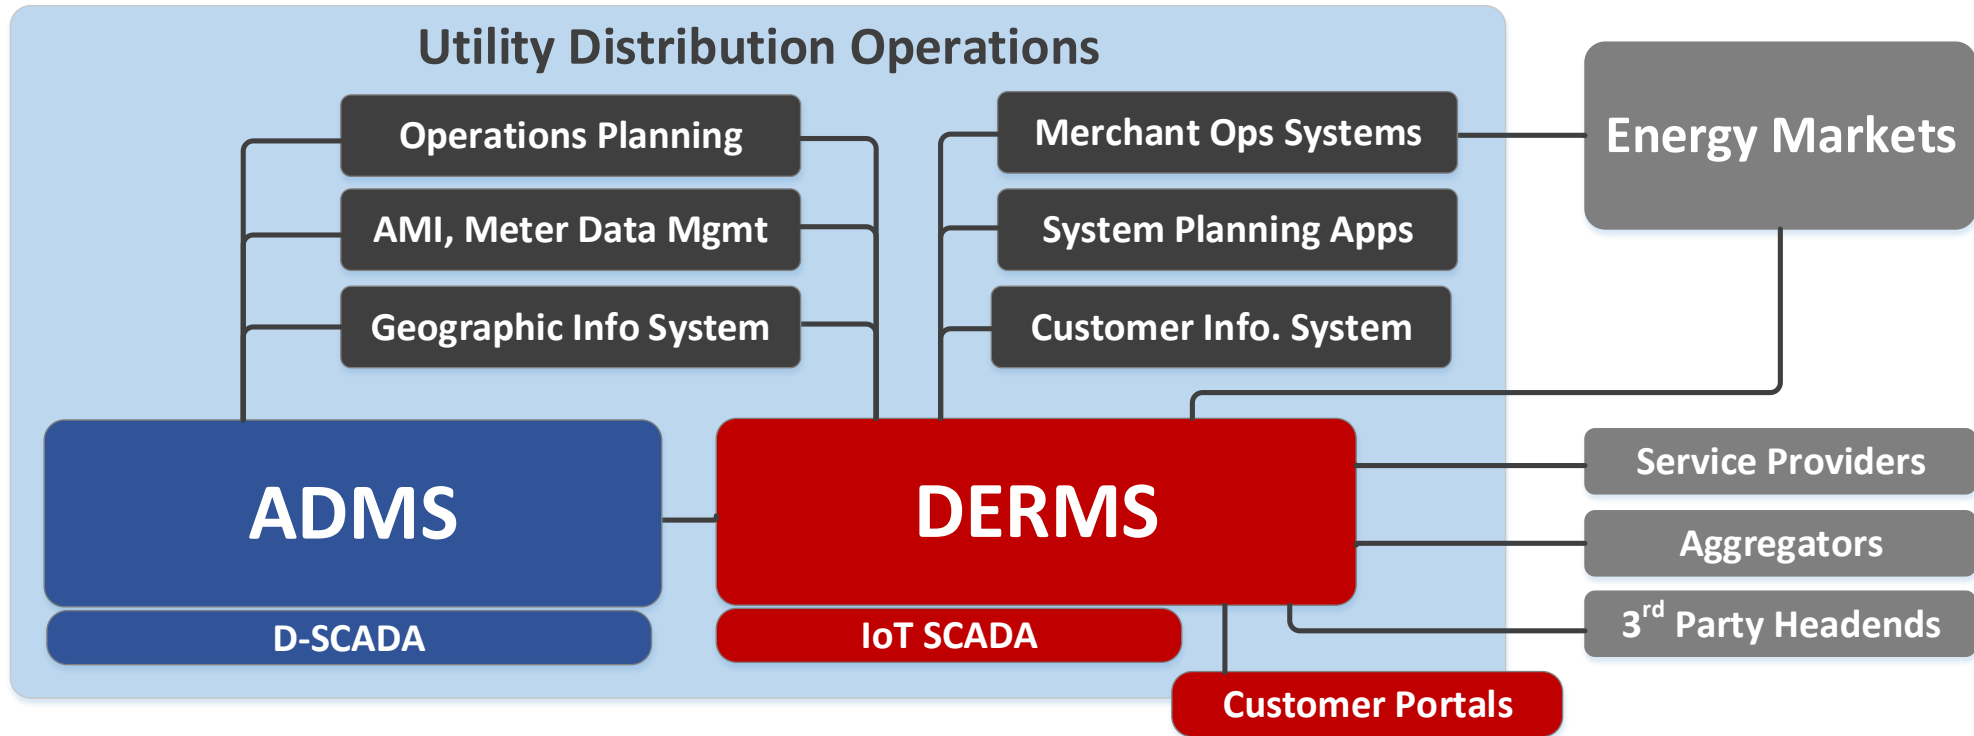 Utility Distribution Operations
Operations Planning
AMI, Meter Data Mgmt
Geographic Info System
Merchant Ops Systems
System Planning Apps
Customer Info. System
Energy Markets
ADMS
D-SCADA
DERMS
IoT SCADA
Customer Portals
Service Providers
Aggregators
3rd Party Headends